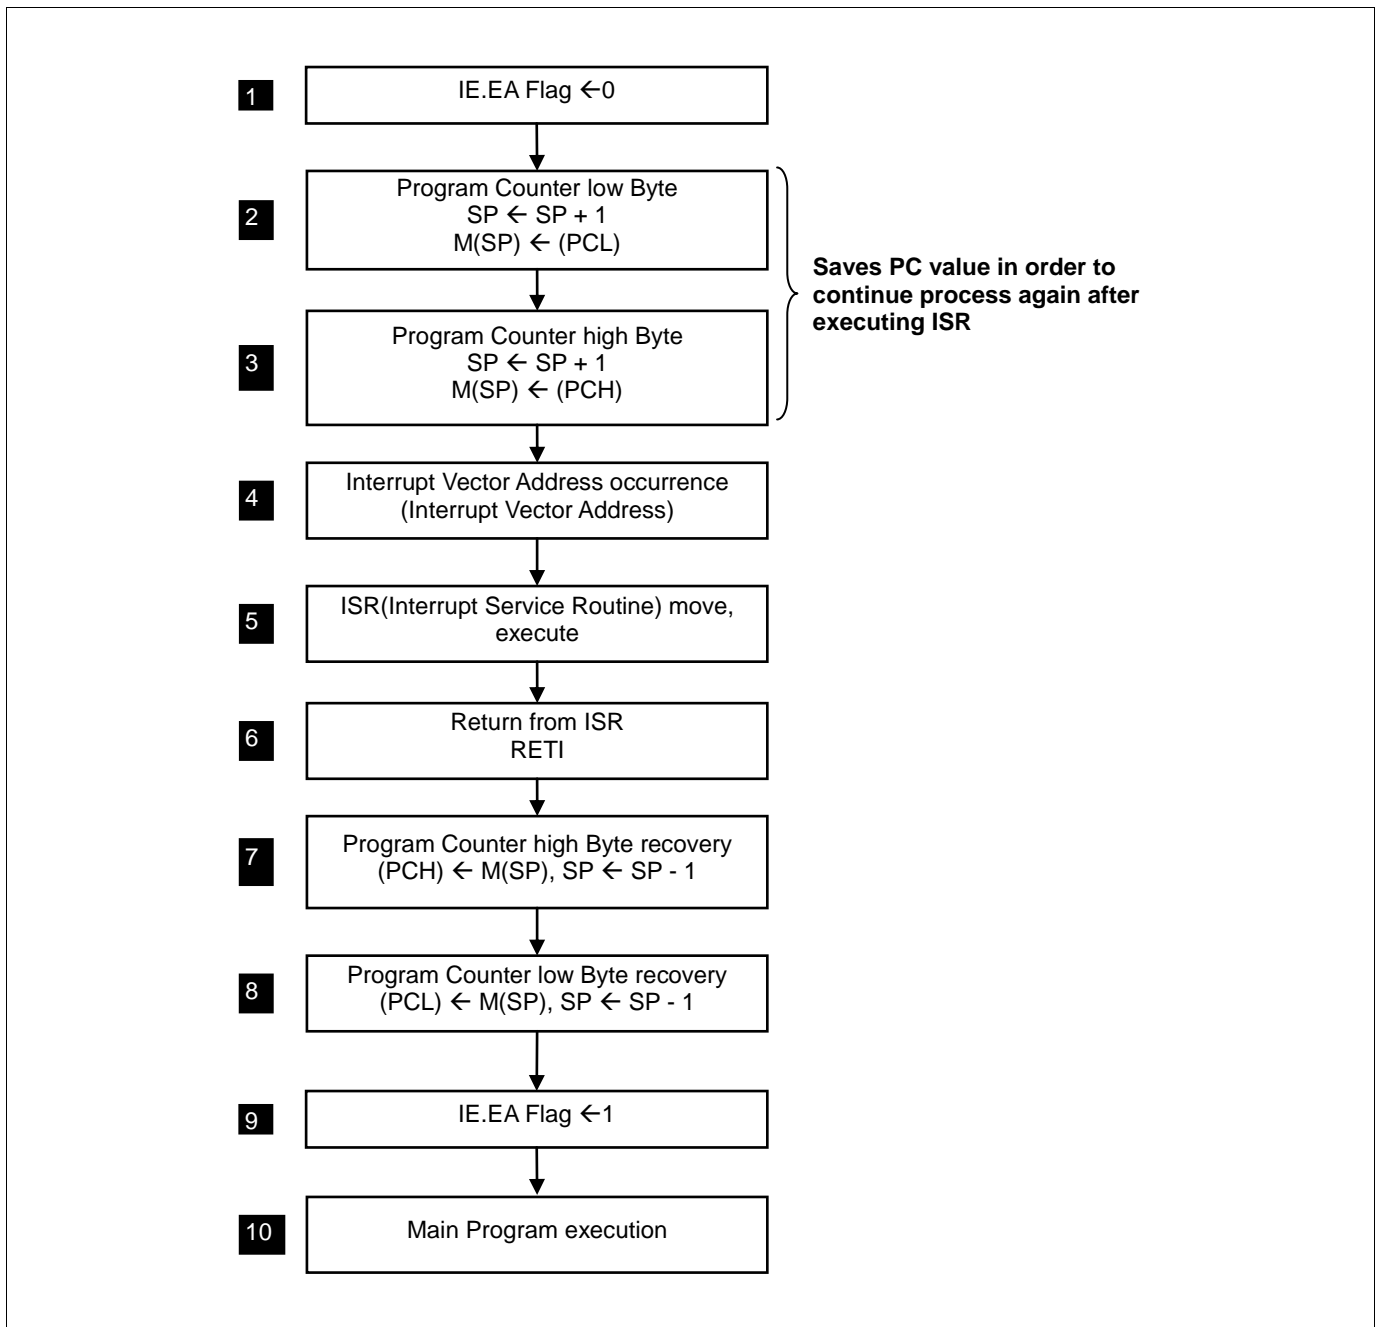 1
IE.EA Flag ←0
2
Program Counter low Byte
SP ← SP + 1
M(SP) ← (PCL)
Saves PC value in order to
continue process again after
executing ISR
3
Program Counter high Byte
SP ← SP + 1
M(SP) ← (PCH)
4
Interrupt Vector Address occurrence
(Interrupt Vector Address)
5
ISR(Interrupt Service Routine) move,
execute
6
Return from ISR
RETI
7
Program Counter high Byte recovery
(PCH) ← M(SP), SP ← SP - 1
8
Program Counter low Byte recovery
(PCL) ← M(SP), SP ← SP - 1
9
IE.EA Flag ←1
10
Main Program execution